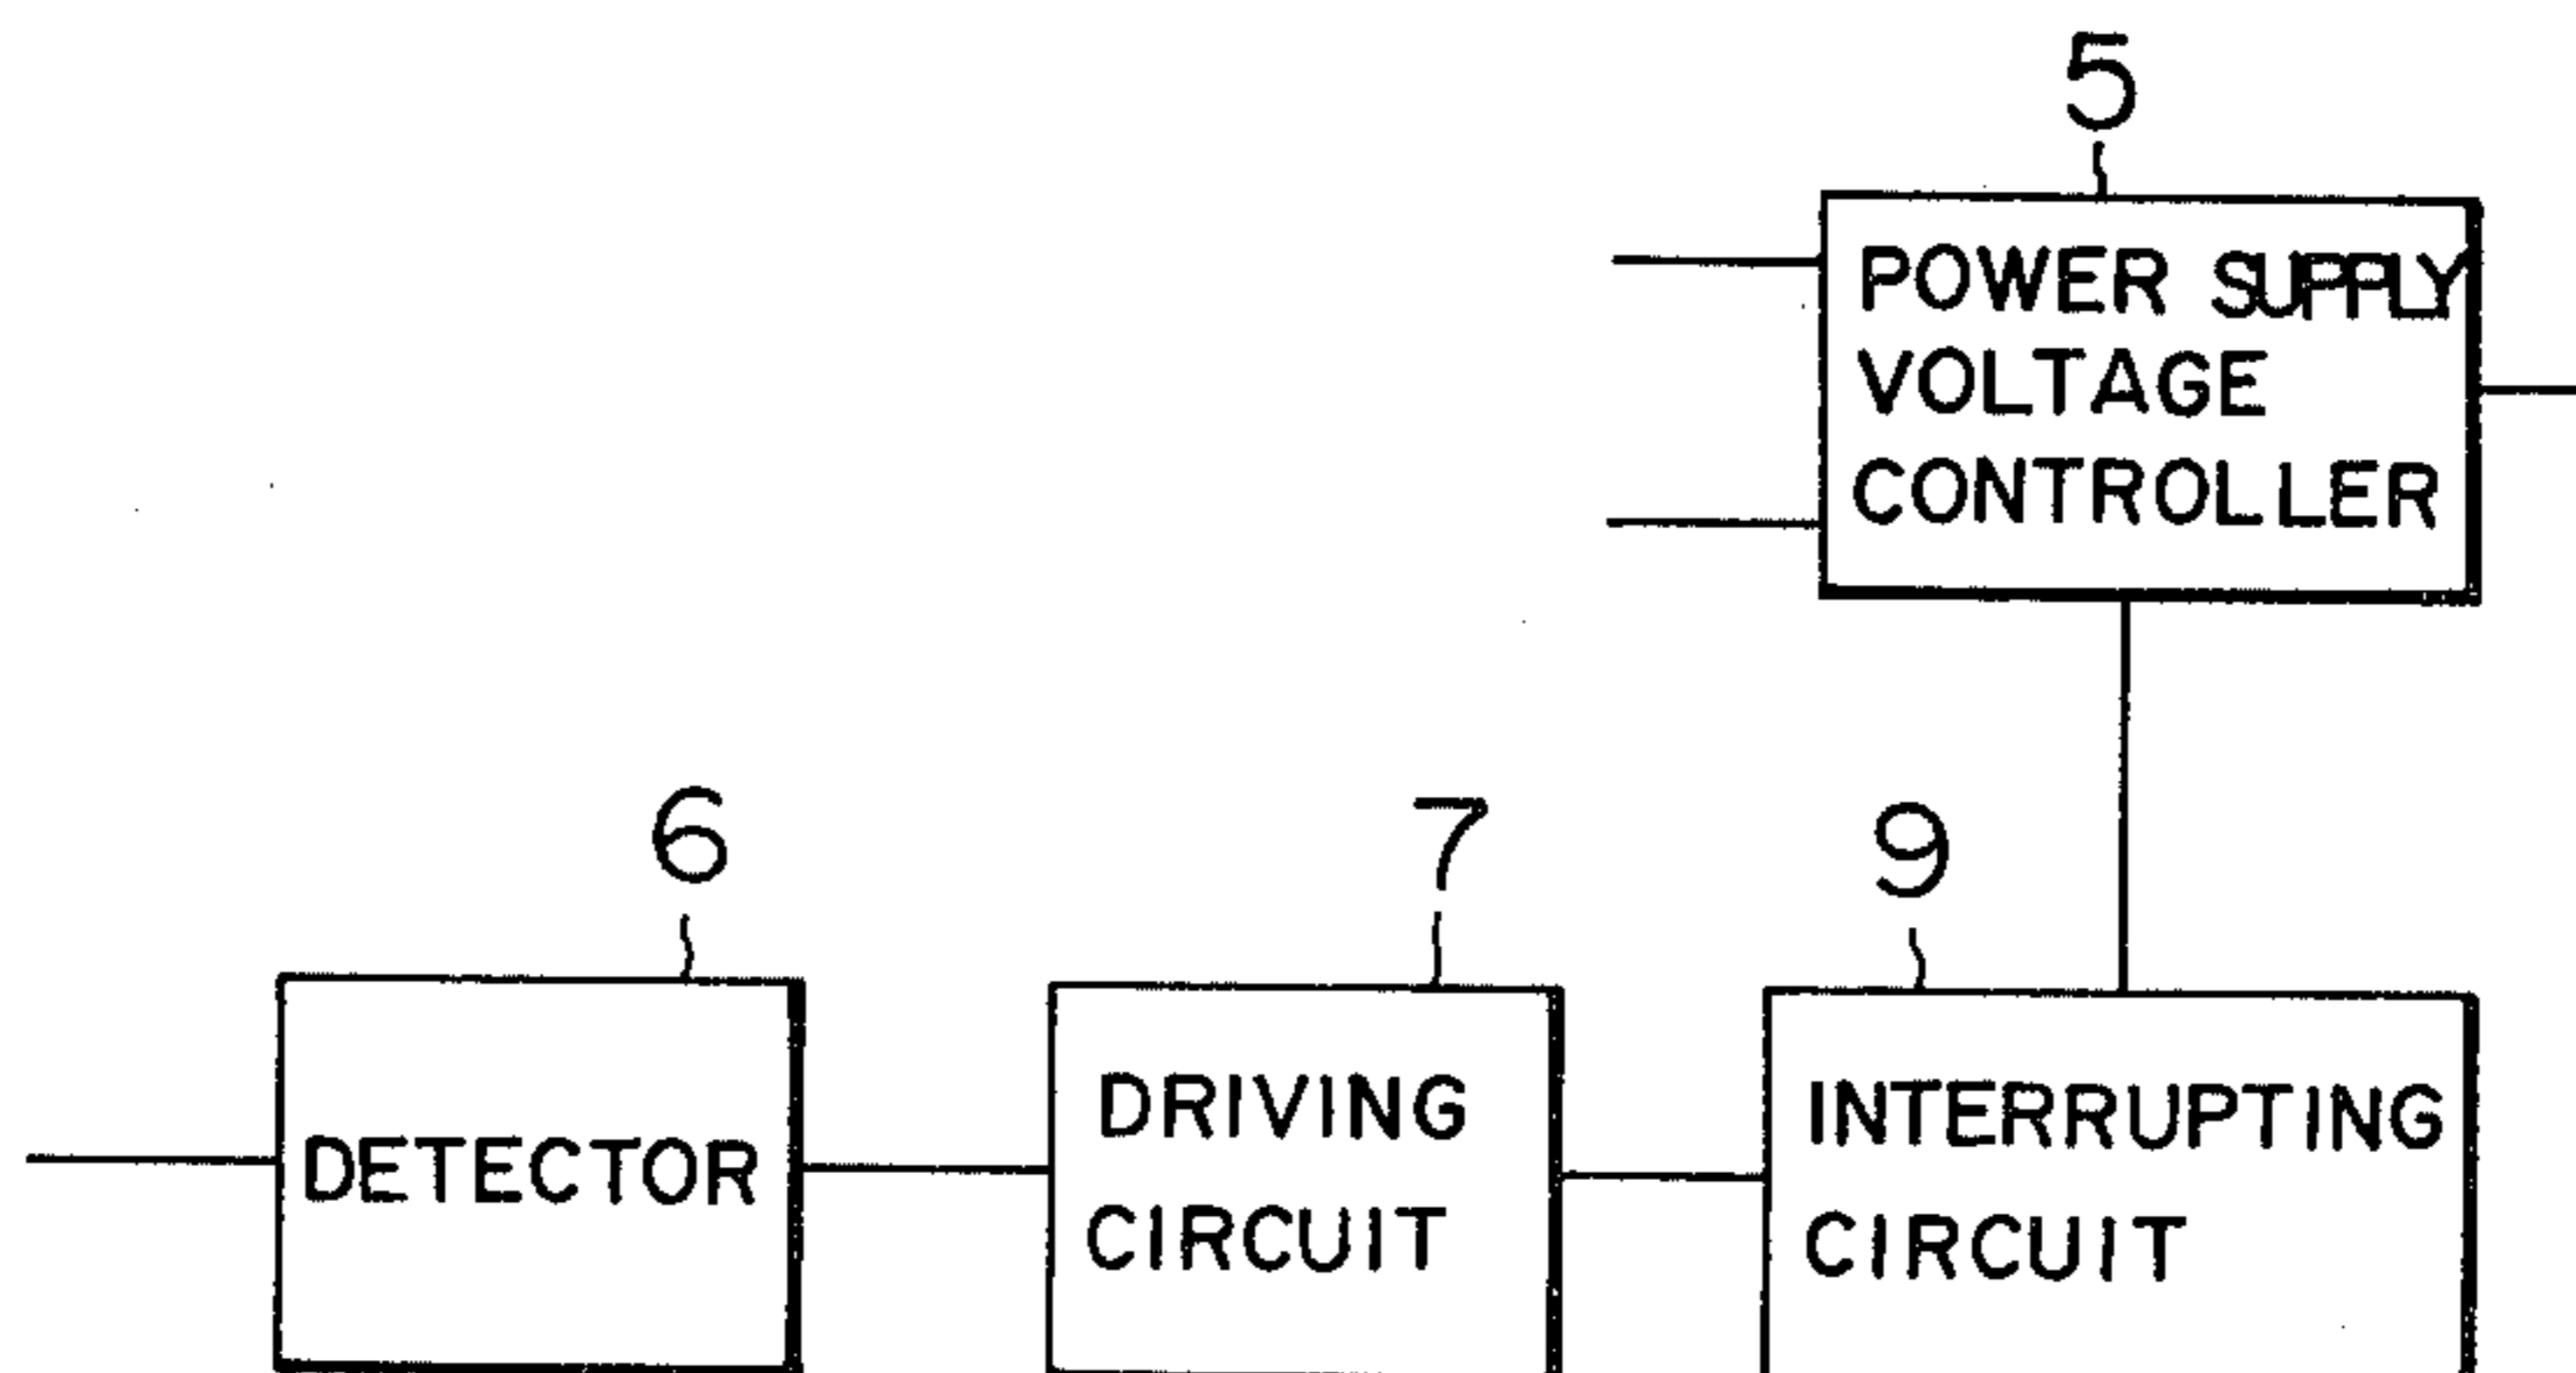 5
POWER SUPPLY
VOLTAGE
CONTROLLER
6
7
9
DETECTOR
DRIVING
CIRCUIT
INTERRUPTING
CIRCUIT